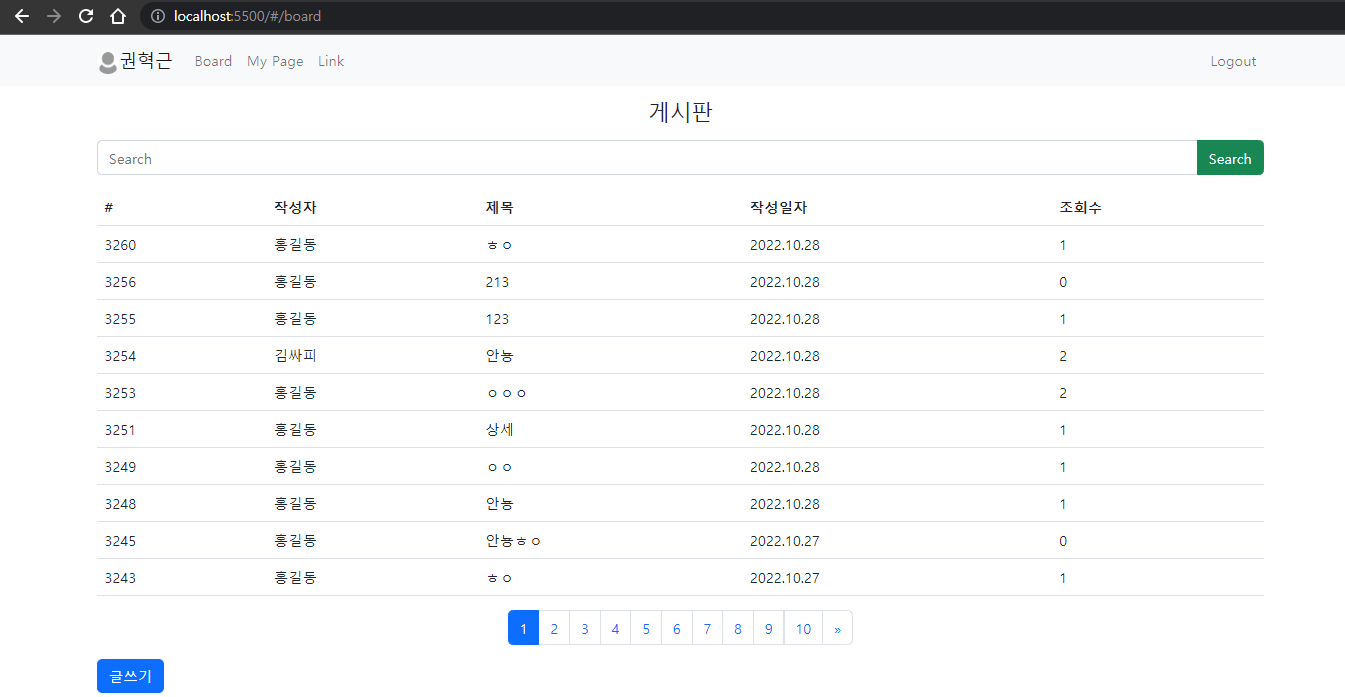 localhost:5500/#/board
권혁근 Board My Page Link Logout
게시판
Search Search
# 작성자 제목 작성일자 조회수
3260 홍길동 ㅎㅇ 2022.10.28 1
3256 홍길동 213 2022.10.28 0
3255 홍길동 123 2022.10.28 1
3254 김싸피 안뇽 2022.10.28 2
3253 홍길동 ㅇㅇㅇ 2022.10.28 2
3251 홍길동 상세 2022.10.28 1
3249 홍길동 ㅇㅇ 2022.10.28 1
3248 홍길동 안뇽 2022.10.28 1
3245 홍길동 안뇽ㅎㅇ 2022.10.27 0
3243 홍길동 ㅎㅇ 2022.10.27 1
1 2 3 4 5 6 7 8 9 10 »
글쓰기